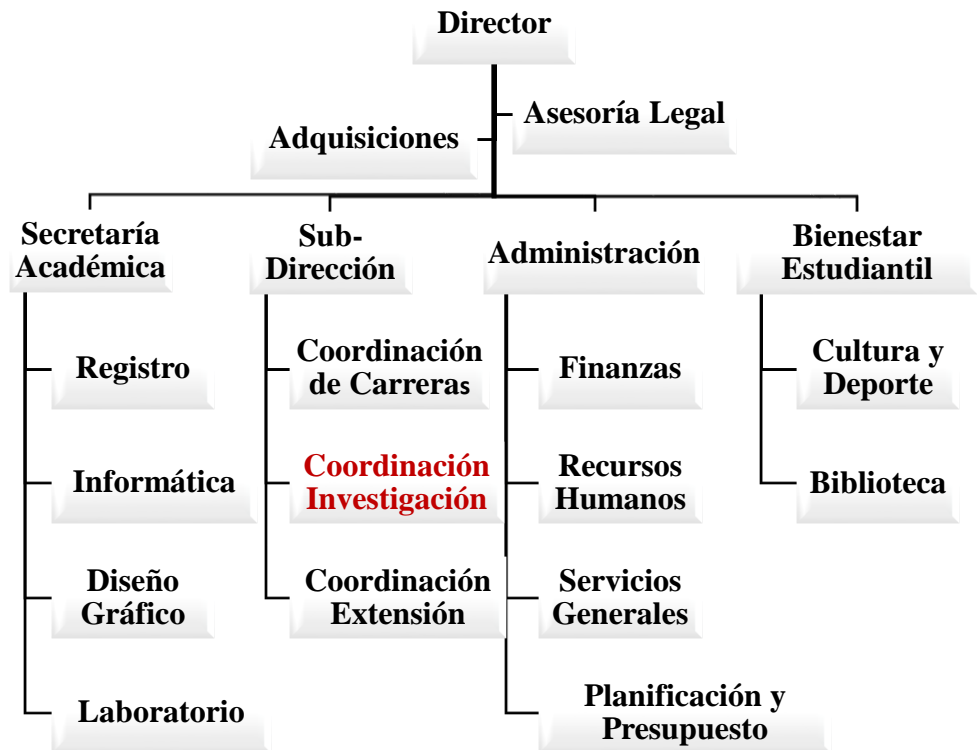 Director
Asesoría Legal
Adquisiciones
Secretaría
Académica
Registro
Informática
Diseño
Gráfico
Laboratorio
Sub-
Dirección
Coordinación
de Carreras
Coordinación
Investigación
Coordinación
Extensión
Administración
Finanzas
Recursos
Humanos
Servicios
Generales
Planificación y
Presupuesto
Bienestar
Estudiantil
Cultura y
Deporte
Biblioteca